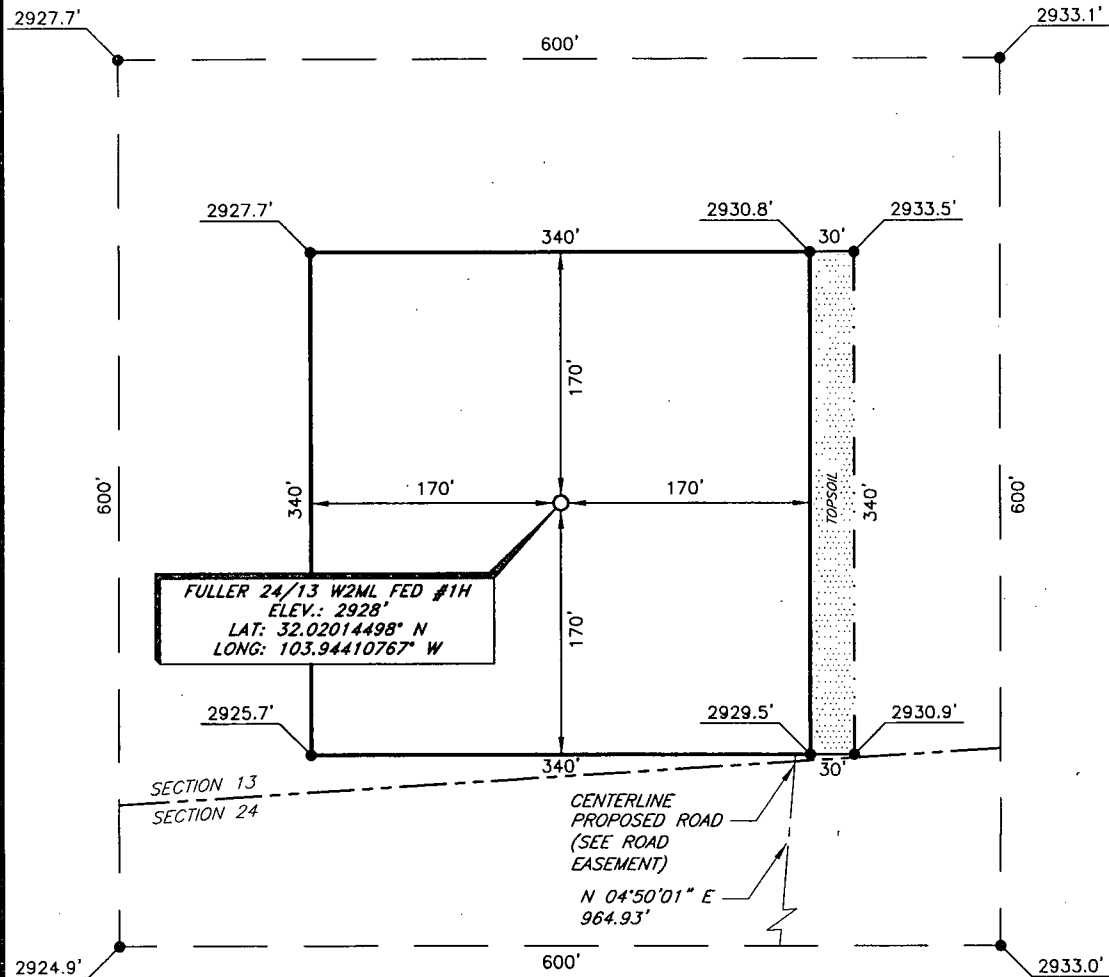 2927.7'
2933.1'
600'
2927.7'
2930.8'
2933.5'
340'
30'
170'
600'
340'
170'
170'
TOPSOIL
340'
600'
FULLER 24/13 W2ML FED #1H
ELEV.: 2928'
LAT: 32.02014498° N
LONG: 103.94410767° W
170'
2925.7'
2929.5'
2930.9'
340'
30'
SECTION 13
SECTION 24
CENTERLINE
PROPOSED ROAD
(SEE ROAD
EASEMENT)
N 04°50'01" E
964.93'
2924.9'
600'
2933.0'